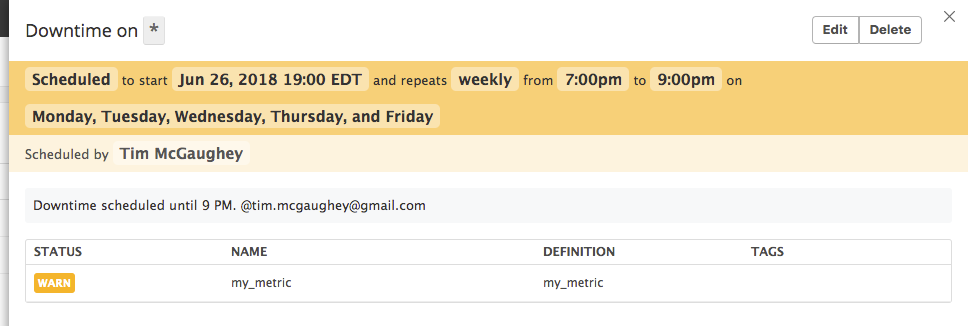 Downtime on *
Edit Delete
Scheduled to start Jun 26, 2018 19:00 EDT and repeats weekly from 7:00pm to 9:00pm on
Monday, Tuesday, Wednesday, Thursday, and Friday
Scheduled by Tim McGaughey
Downtime scheduled until 9 PM. @tim.mcgaughey@gmail.com
STATUS NAME DEFINITION TAGS
WARN my_metric my_metric